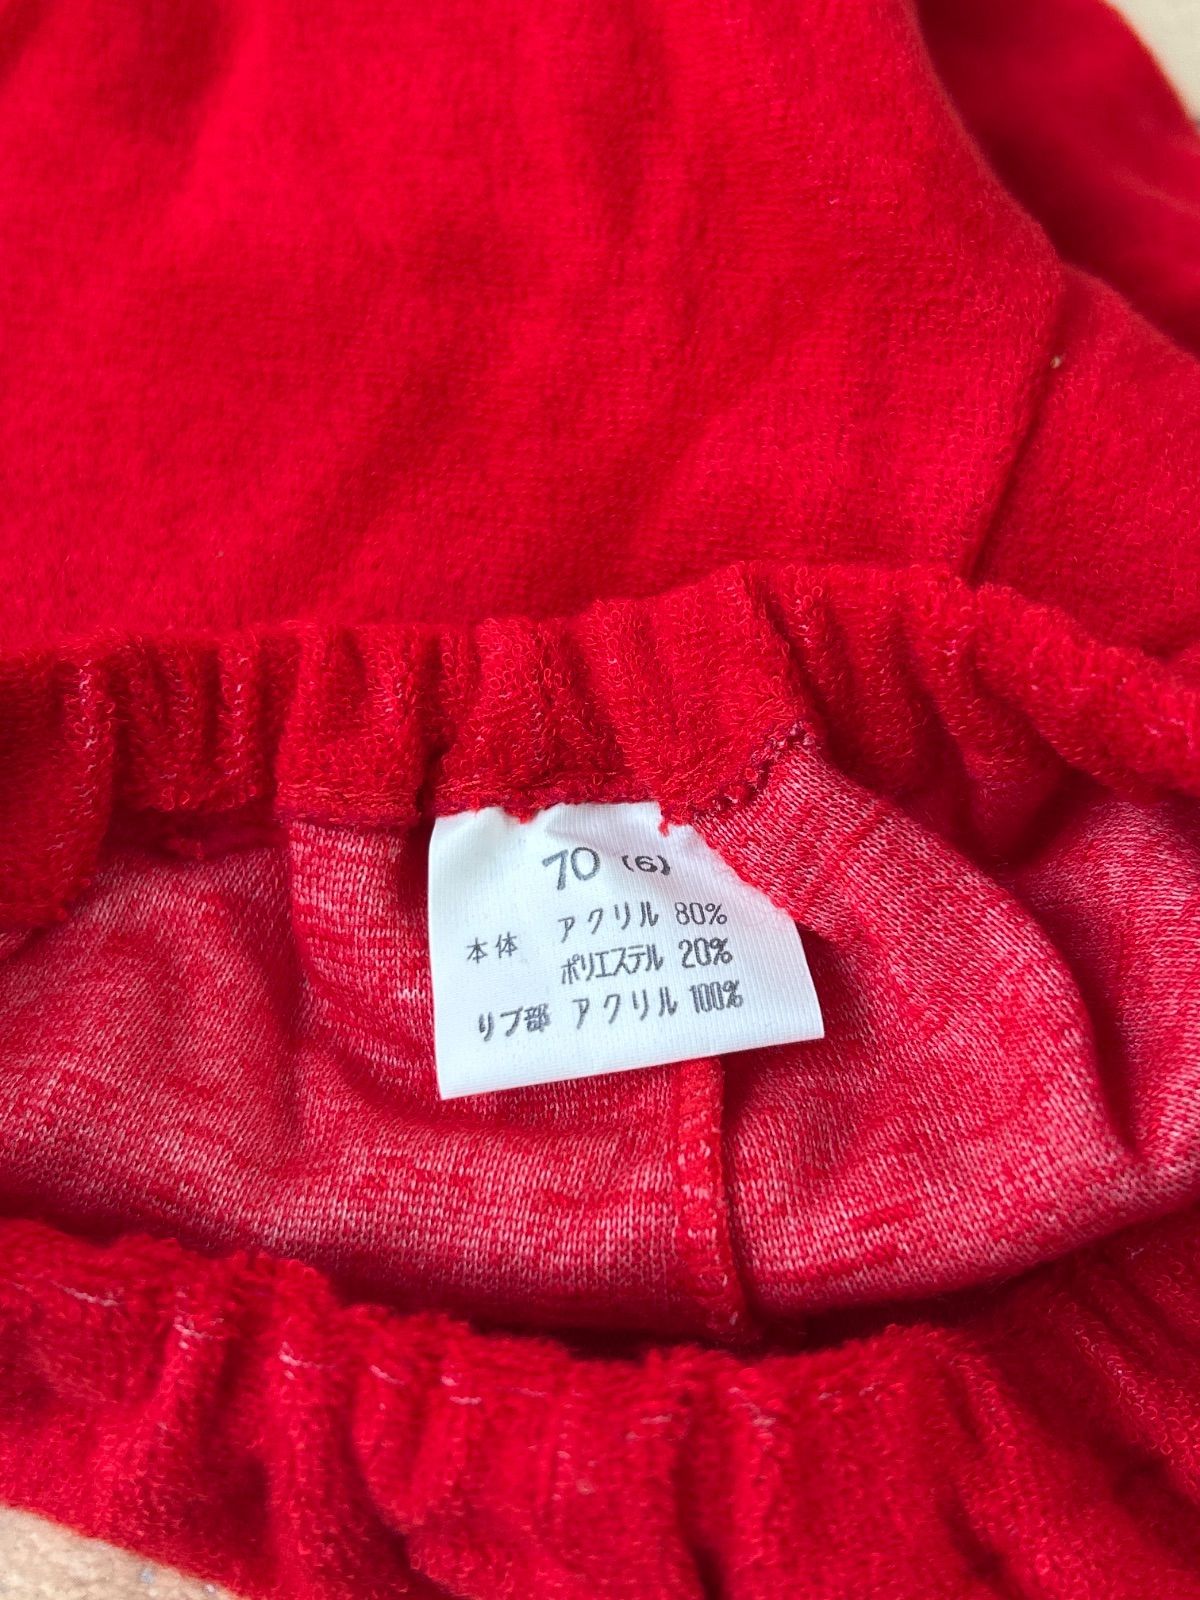 70 (6)
アクリル 80%
本体
ポリエステル 20%
リブ部 アクリル 100%